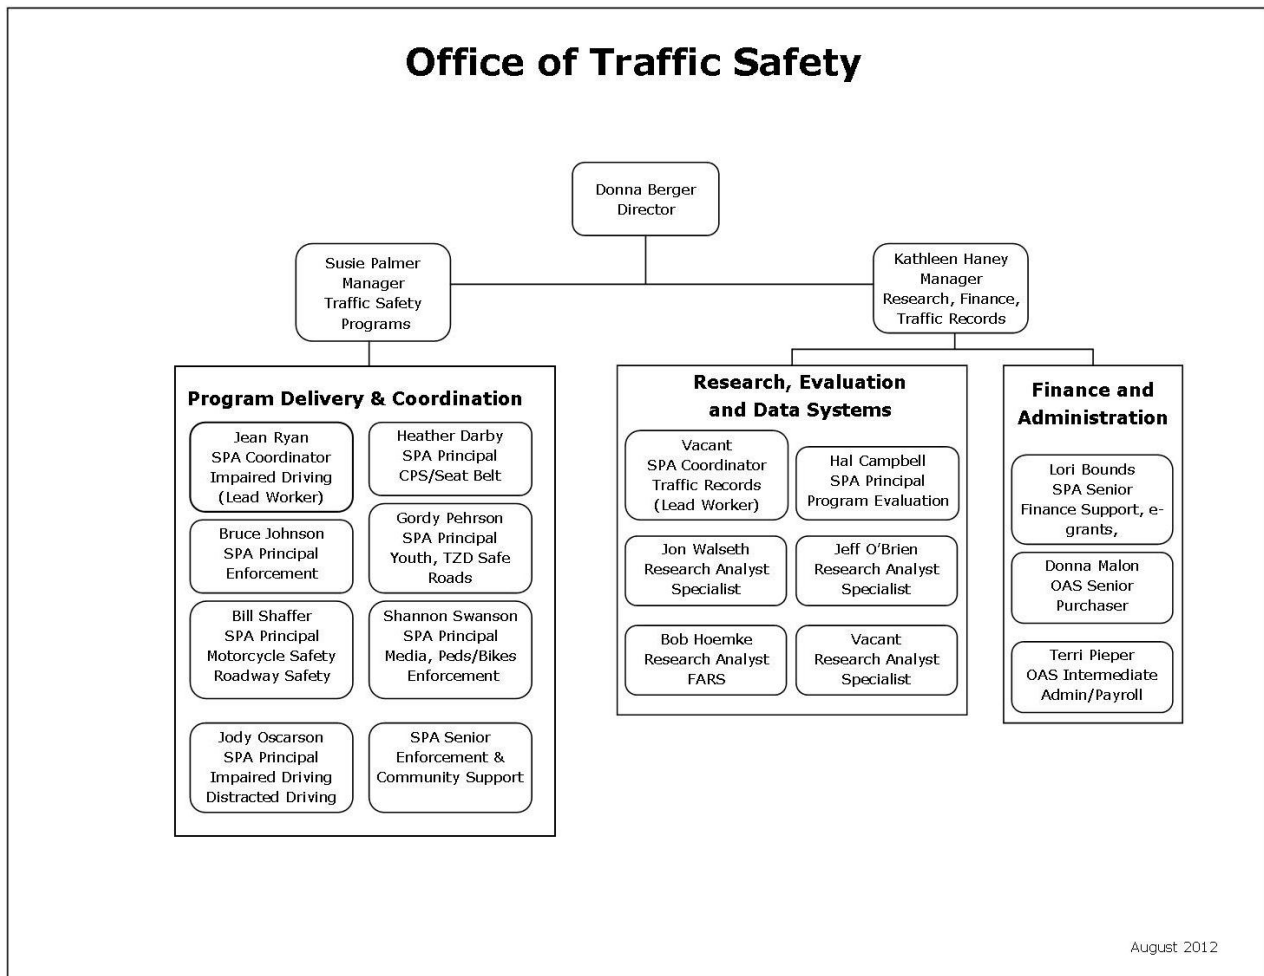 Office of Traffic Safety
Donna Berger
Director
Susie Palmer
Manager
Traffic Safety
Programs
Kathleen Haney
Manager
Research, Finance,
Traffic Records
Program Delivery & Coordination
Jean Ryan
SPA Coordinator
Impaired Driving
(Lead Worker)
Heather Darby
SPA Principal
CPS/Seat Belt
Bruce Johnson
SPA Principal
Enforcement
Gordy Pehrson
SPA Principal
Youth, TZD Safe
Roads
Bill Shaffer
SPA Principal
Motorcycle Safety
Roadway Safety
Shannon Swanson
SPA Principal
Media, Peds/Bikes
Enforcement
Jody Oscarson
SPA Principal
Impaired Driving
Distracted Driving
SPA Senior
Enforcement &
Community Support
Research, Evaluation
and Data Systems
Vacant
SPA Coordinator
Traffic Records
(Lead Worker)
Hal Campbell
SPA Principal
Program Evaluation
Jon Walseth
Research Analyst
Specialist
Jeff O’Brien
Research Analyst
Specialist
Bob Hoemke
Research Analyst
FARS
Vacant
Research Analyst
Specialist
Finance and
Administration
Lori Bounds
SPA Senior
Finance Support, e-
grants,
Donna Malon
OAS Senior
Purchaser
Terri Pieper
OAS Intermediate
Admin/Payroll
August 2012